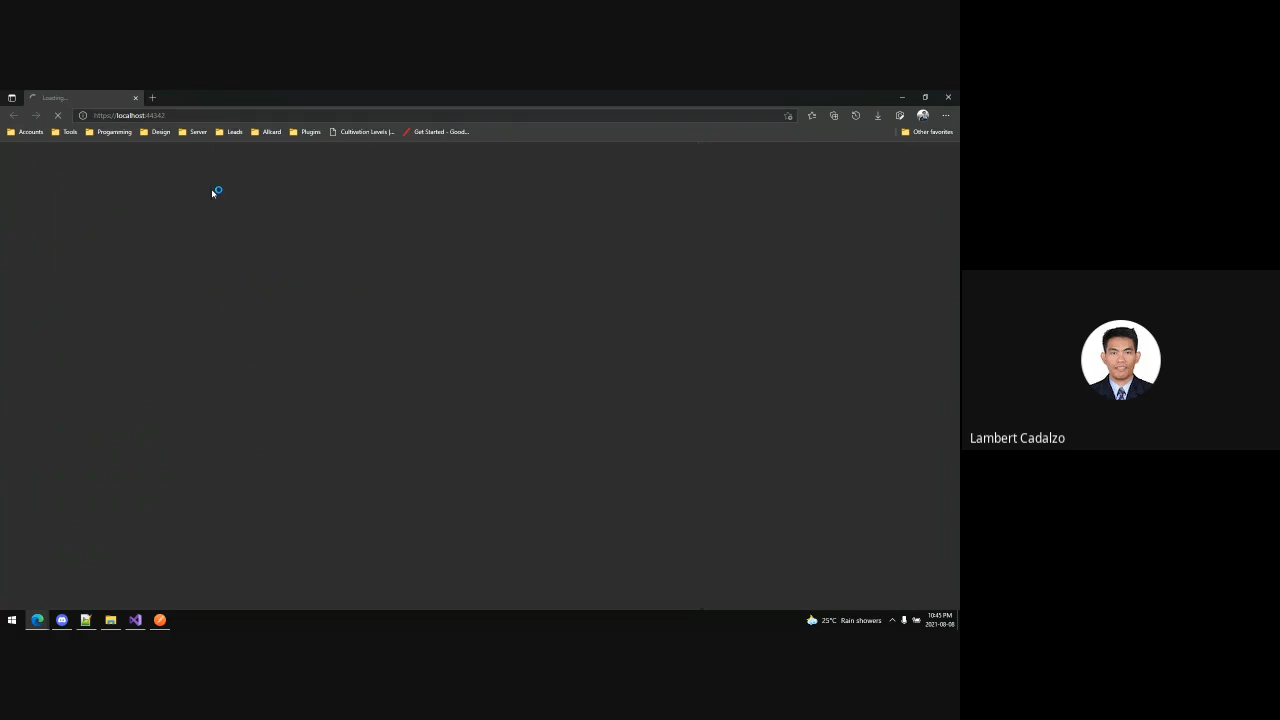 Loading...
https://localhost:44342
Accounts Tools Progamming Design Server Leads Allcard Plugins Cultivation Levels |... Get Started - Good... Other favorites
Lambert Cadalzo
25°C Rain showers
10:45 PM
2021-08-08